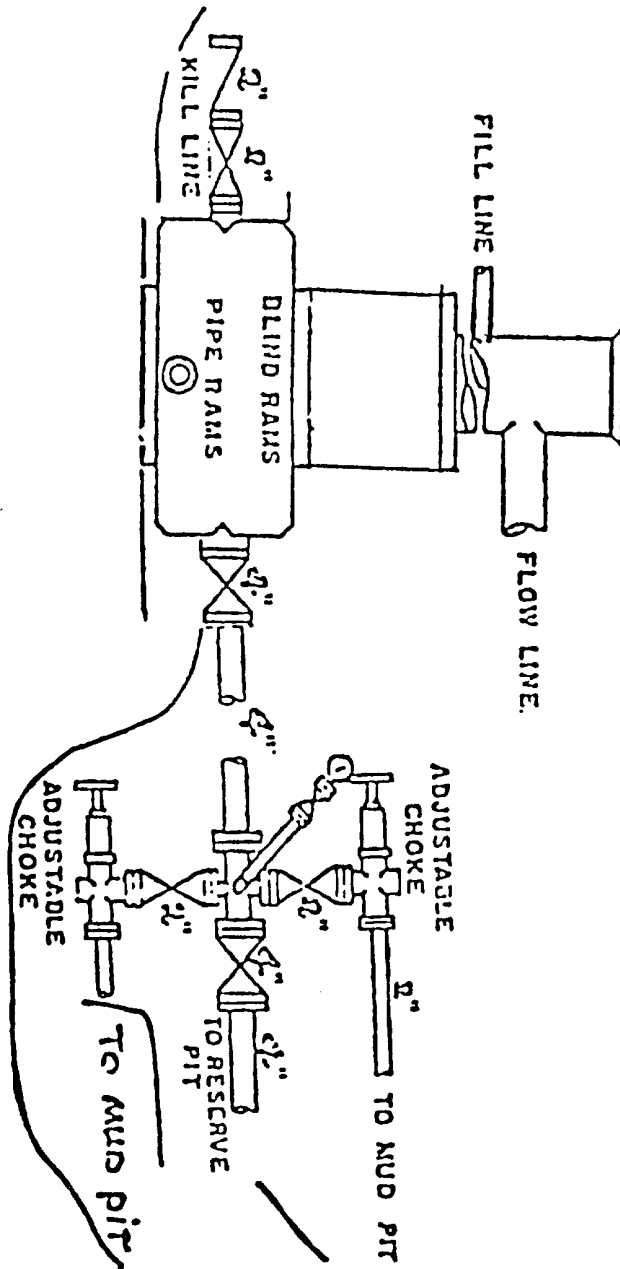 FILL LINE
FLOW LINE.
BLIND RAMS
PIPE RAMS
2"
2"
KILL LINE
4"
4"
ADJUSTABLE
CHOKE
2"
TO MUD PIT
2"
4"
4"
TO RESERVE
PIT
2"
ADJUSTABLE
CHOKE
TO MUD PIT